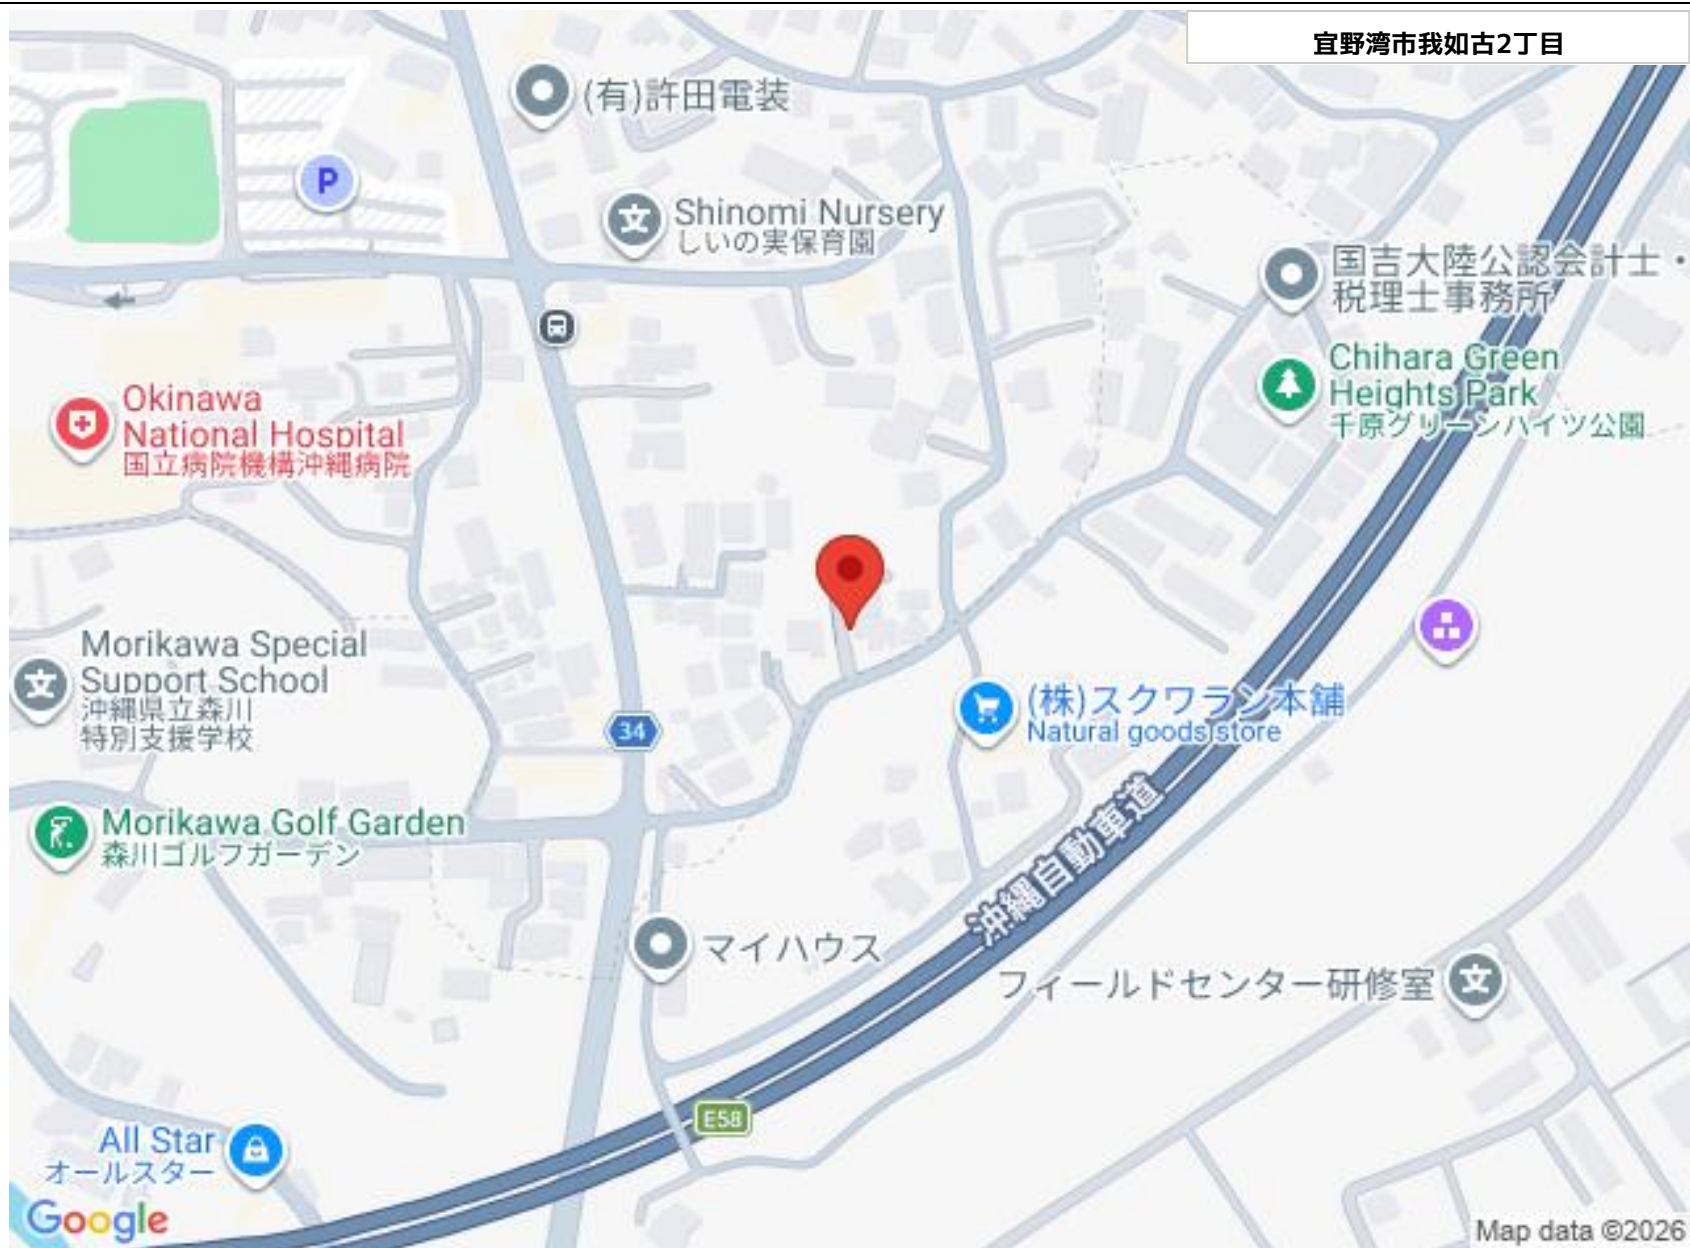 宜野湾市我如古2丁目
(有)許田電装
P
Shinomi Nursery
しいの実保育園
国吉大陸公認会計士・
税理士事務所
Chihara Green
Heights Park
千原グリーンハイツ公園
Okinawa
National Hospital
国立病院機構沖縄病院
Morikawa Special
Support School
沖縄県立森川
特別支援学校
文
文
34
(株)スクワラン本舗
Natural goods store
Morikawa Golf Garden
森川ゴルフガーデン
沖縄自動車道
マイハウス
フィールドセンター研修室
文
E58
All Star
オールスター
Google
Map data ©2026